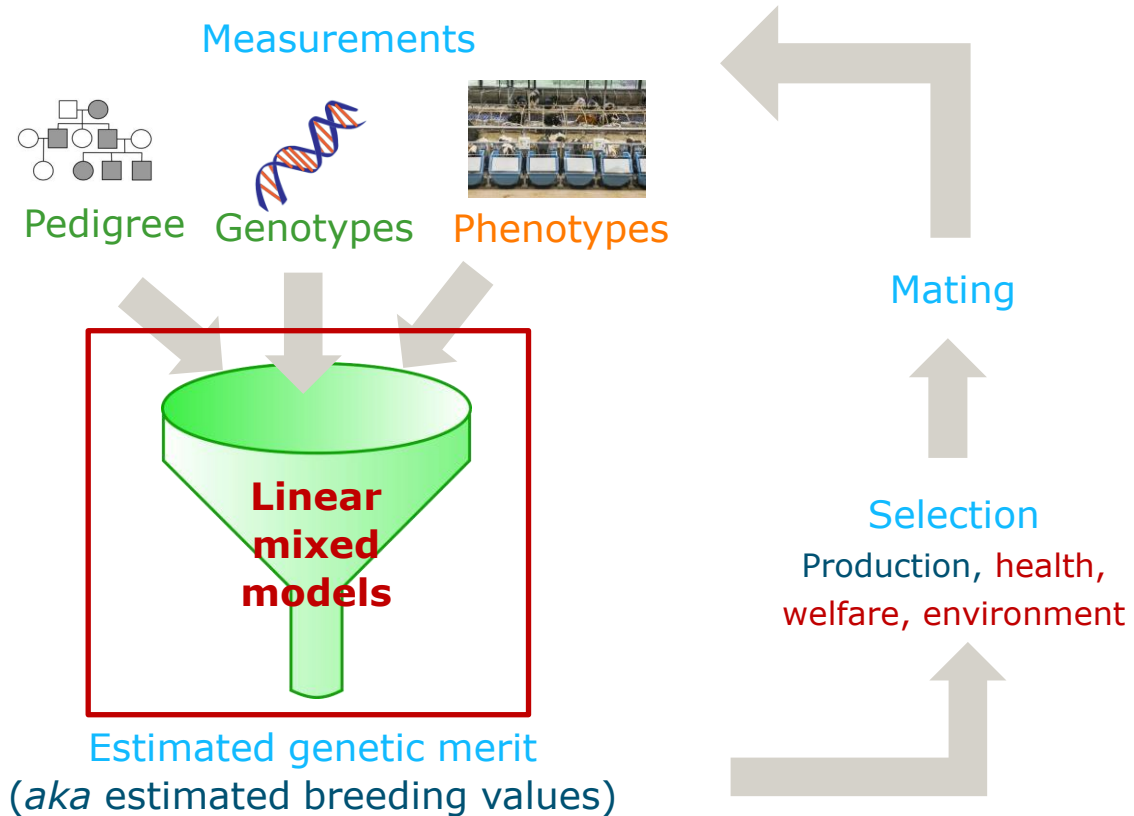 Measurements
Pedigree
Genotypes
Phenotypes
Linear
mixed
models
Estimated genetic merit
(aka estimated breeding values)
Mating
Selection
Production, health,
welfare, environment